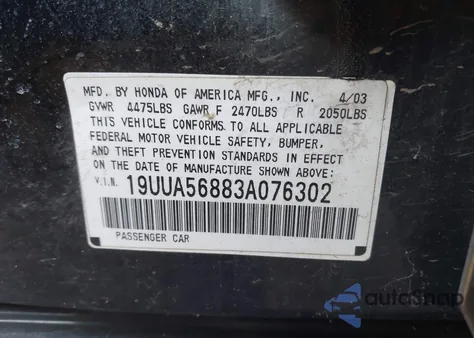 MFD. BY HONDA OF AMERICA MFG., INC. 4/03
GVWR 4475LBS GAWR F 2470LBS R 2050LBS
THIS VEHICLE CONFORMS TO ALL APPLICABLE
FEDERAL MOTOR VEHICLE SAFETY, BUMPER,
AND THEFT PREVENTION STANDARDS IN EFFECT
ON THE DATE OF MANUFACTURE SHOWN ABOVE:
V.I.N. 19UUA56883A076302
PASSENGER CAR
autoSnap